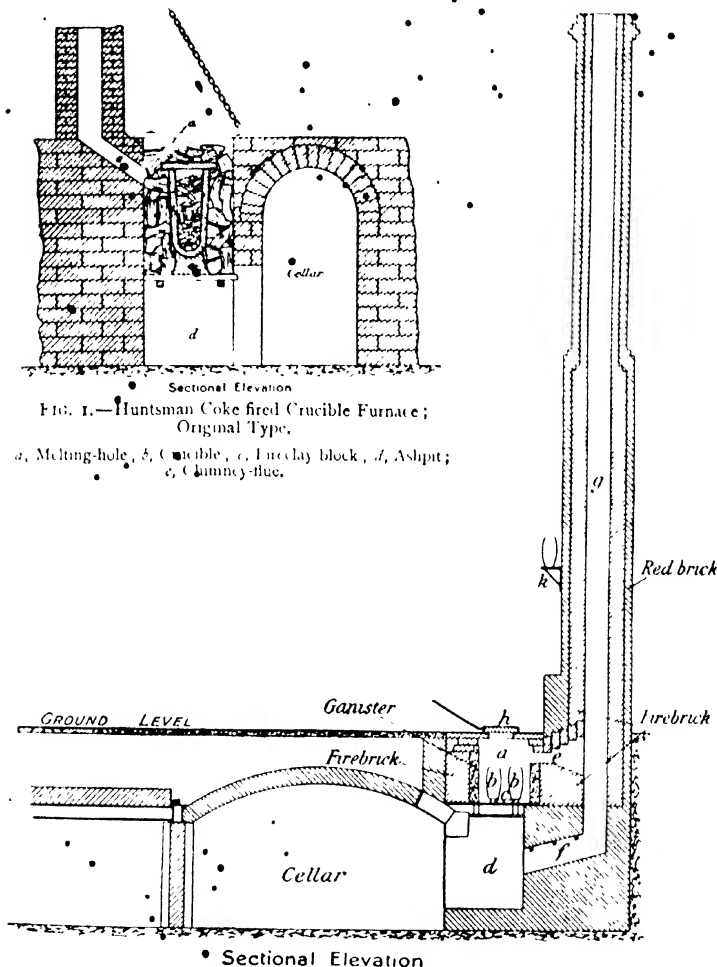 a
Cellar
d
Sectional Elevation
FIG. 1.—Huntsman Coke fired Crucible Furnace;
Original Type.
a, Melting-hole, b, Crucible, c, Fireclay block, d, Ashpit;
e, Chimney-flue.
g
k
Red brick
Ganister
h
Firebrick
GROUND LEVEL
a
e
Firebrick
b b
c
f
Cellar
d
Sectional Elevation